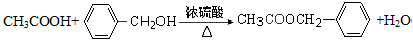 CH₃COOH+ CH₂OH 浓硫酸 △ CH₃COOCH₂ +H₂O